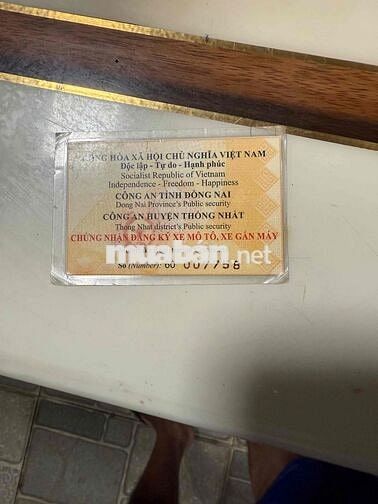 CỘNG HÒA XÃ HỘI CHỦ NGHĨA VIỆT NAM
Độc lập - Tự do - Hạnh phúc
Socialist Republic of Vietnam
Independence - Freedom - Happiness
CÔNG AN TỈNH ĐỒNG NAI
Dong Nai Province's Public security
CÔNG AN HUYỆN THỐNG NHẤT
Thong Nhat district's Public security
CHỨNG NHẬN ĐĂNG KÝ XE MÔ TÔ, XE GẮN MÁY
muaban.net
Số (Number): 60 007758